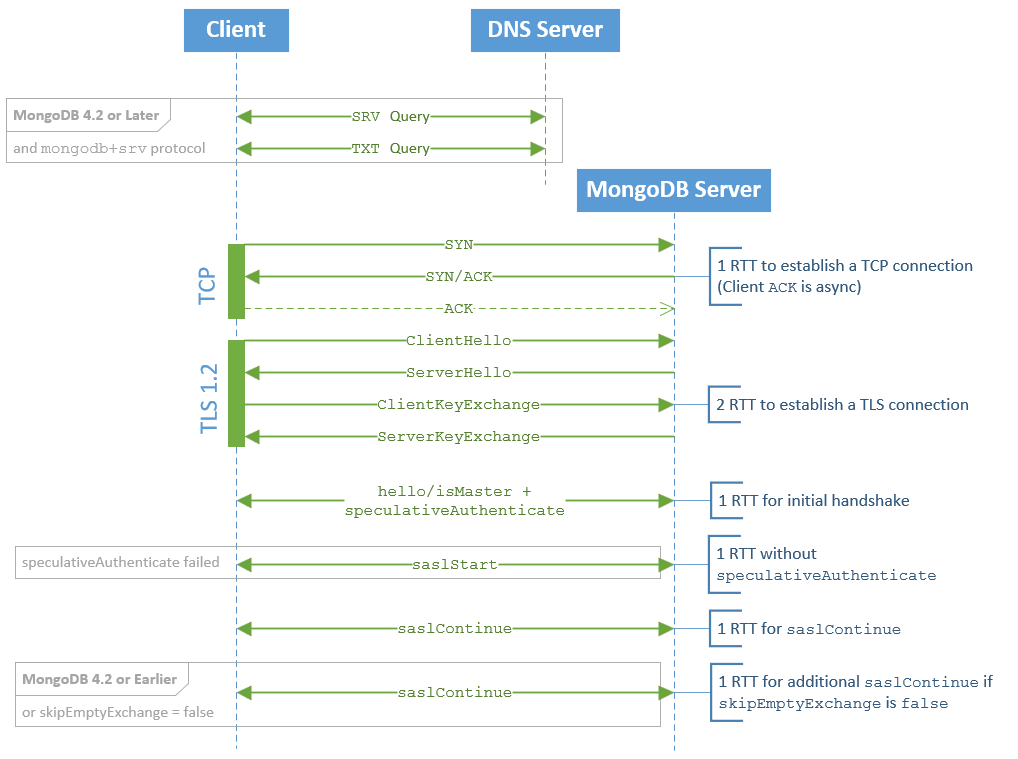 Client
DNS Server
MongoDB 4.2 or Later
SRV Query
and mongodb+srv protocol
TXT Query
MongoDB Server
TCP
SYN
SYN/ACK
1 RTT to establish a TCP connection
(Client ACK is async)
ACK
TLS 1.2
ClientHello
ServerHello
ClientKeyExchange
2 RTT to establish a TLS connection
ServerKeyExchange
hello/isMaster +
speculativeAuthenticate
1 RTT for initial handshake
speculativeAuthenticate failed
saslStart
1 RTT without
speculativeAuthenticate
saslContinue
1 RTT for saslContinue
MongoDB 4.2 or Earlier
or skipEmptyExchange = false
saslContinue
1 RTT for additional saslContinue if
skipEmptyExchange is false